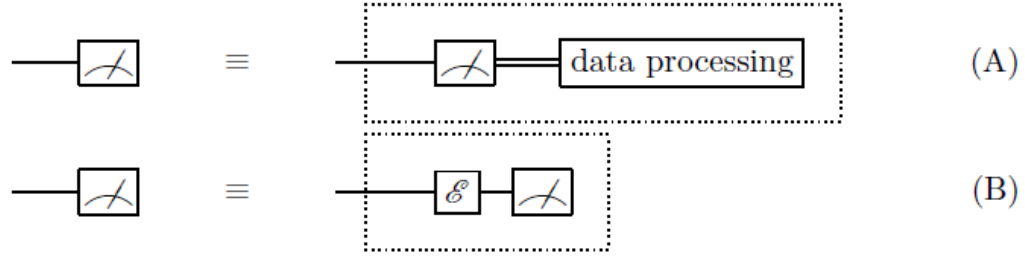 ≡ data processing (A)
≡ ℰ (B)